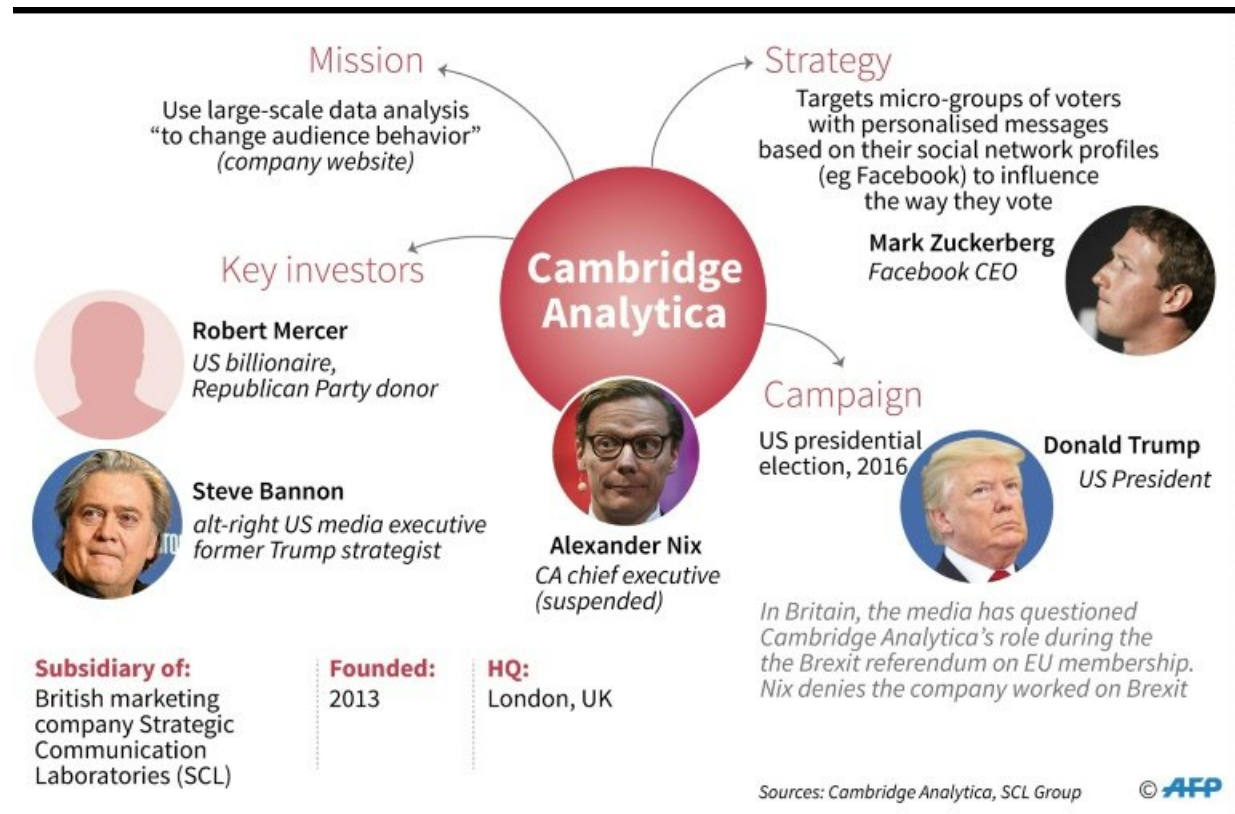 Mission
Use large-scale data analysis
“to change audience behavior”
(company website)
Strategy
Targets micro-groups of voters
with personalised messages
based on their social network profiles
(eg Facebook) to influence
the way they vote
Mark Zuckerberg
Facebook CEO
Key investors
Robert Mercer
US billionaire,
Republican Party donor
Steve Bannon
alt-right US media executive
former Trump strategist
Cambridge
Analytica
Alexander Nix
CA chief executive
(suspended)
Campaign
US presidential
election, 2016
Donald Trump
US President
In Britain, the media has questioned
Cambridge Analytica’s role during the
the Brexit referendum on EU membership.
Nix denies the company worked on Brexit
Subsidiary of:
British marketing
company Strategic
Communication
Laboratories (SCL)
Founded:
2013
HQ:
London, UK
Sources: Cambridge Analytica, SCL Group
© AFP